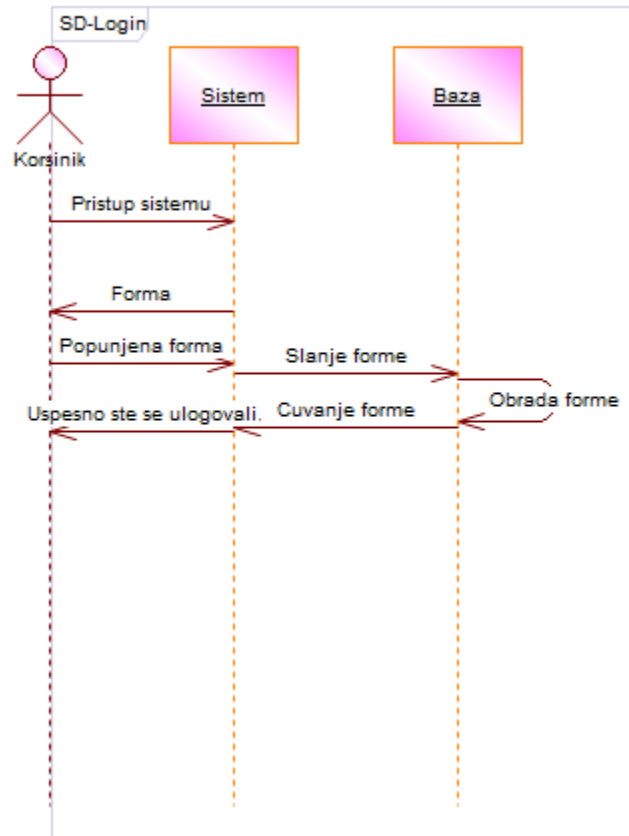 SD-Login
Sistem
Baza
Korsinik
Pristup sistemu
Forma
Popunjena forma
Slanje forme
Obrada forme
Cuvanje forme
Uspesno ste se ulogovali.